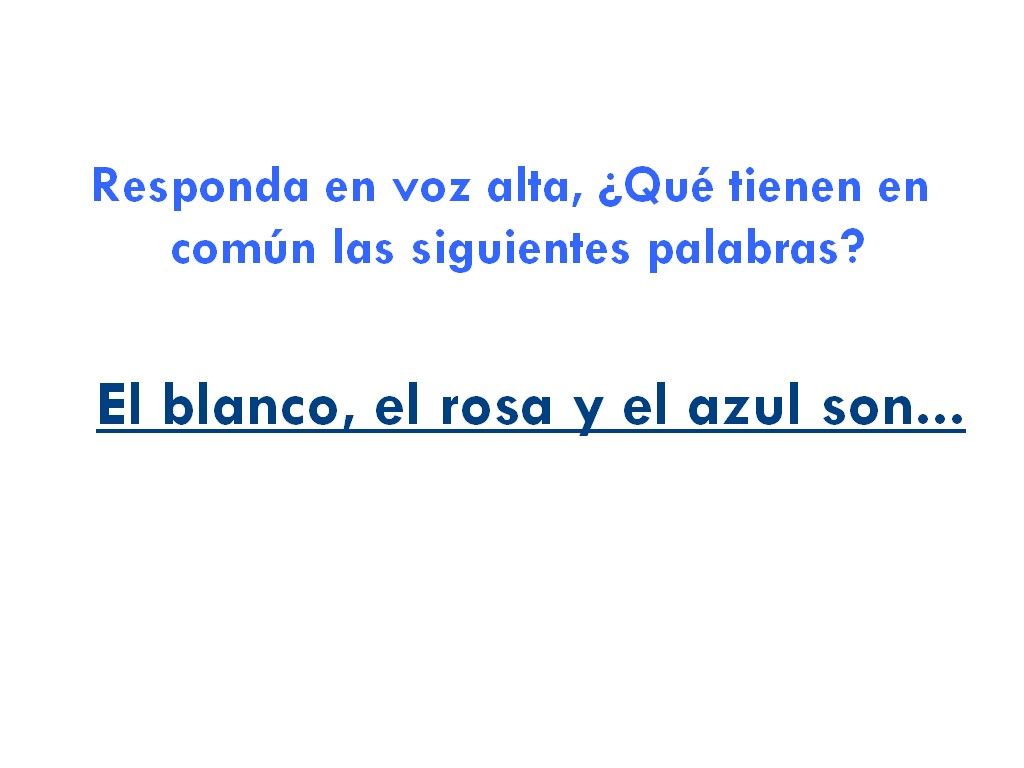 Responda en voz alta, ¿Qué tienen en
común las siguientes palabras?
El blanco, el rosa y el azul son...